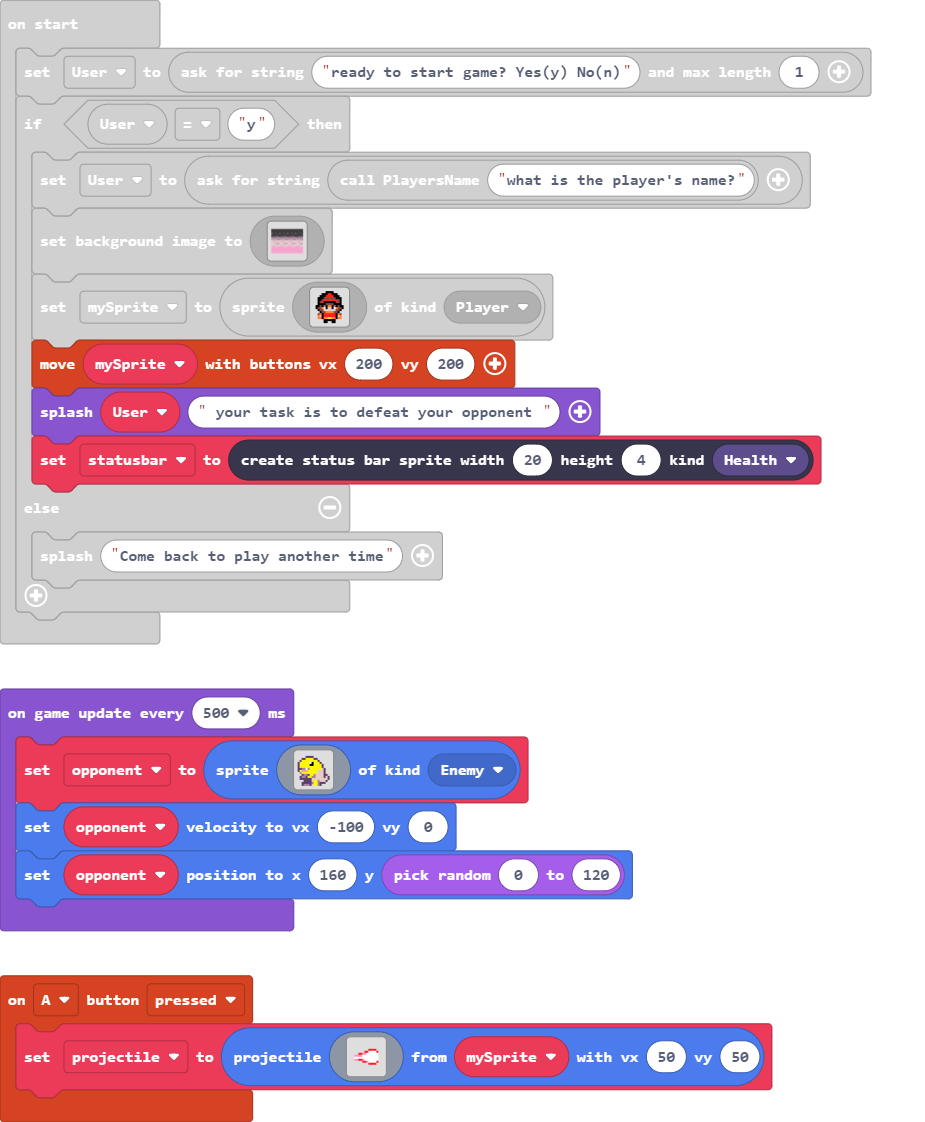 on start
set User to ask for string "ready to start game? Yes(y) No(n)" and max length 1
if User = "y" then
set User to ask for string call PlayersName "what is the player's name?"
set background image to
set mySprite to sprite of kind Player
move mySprite with buttons vx 200 vy 200
splash User " your task is to defeat your opponent "
set statusbar to create status bar sprite width 20 height 4 kind Health
else
splash "Come back to play another time"
on game update every 500 ms
set opponent to sprite of kind Enemy
set opponent velocity to vx -100 vy 0
set opponent position to x 160 y pick random 0 to 120
on A button pressed
set projectile to projectile from mySprite with vx 50 vy 50